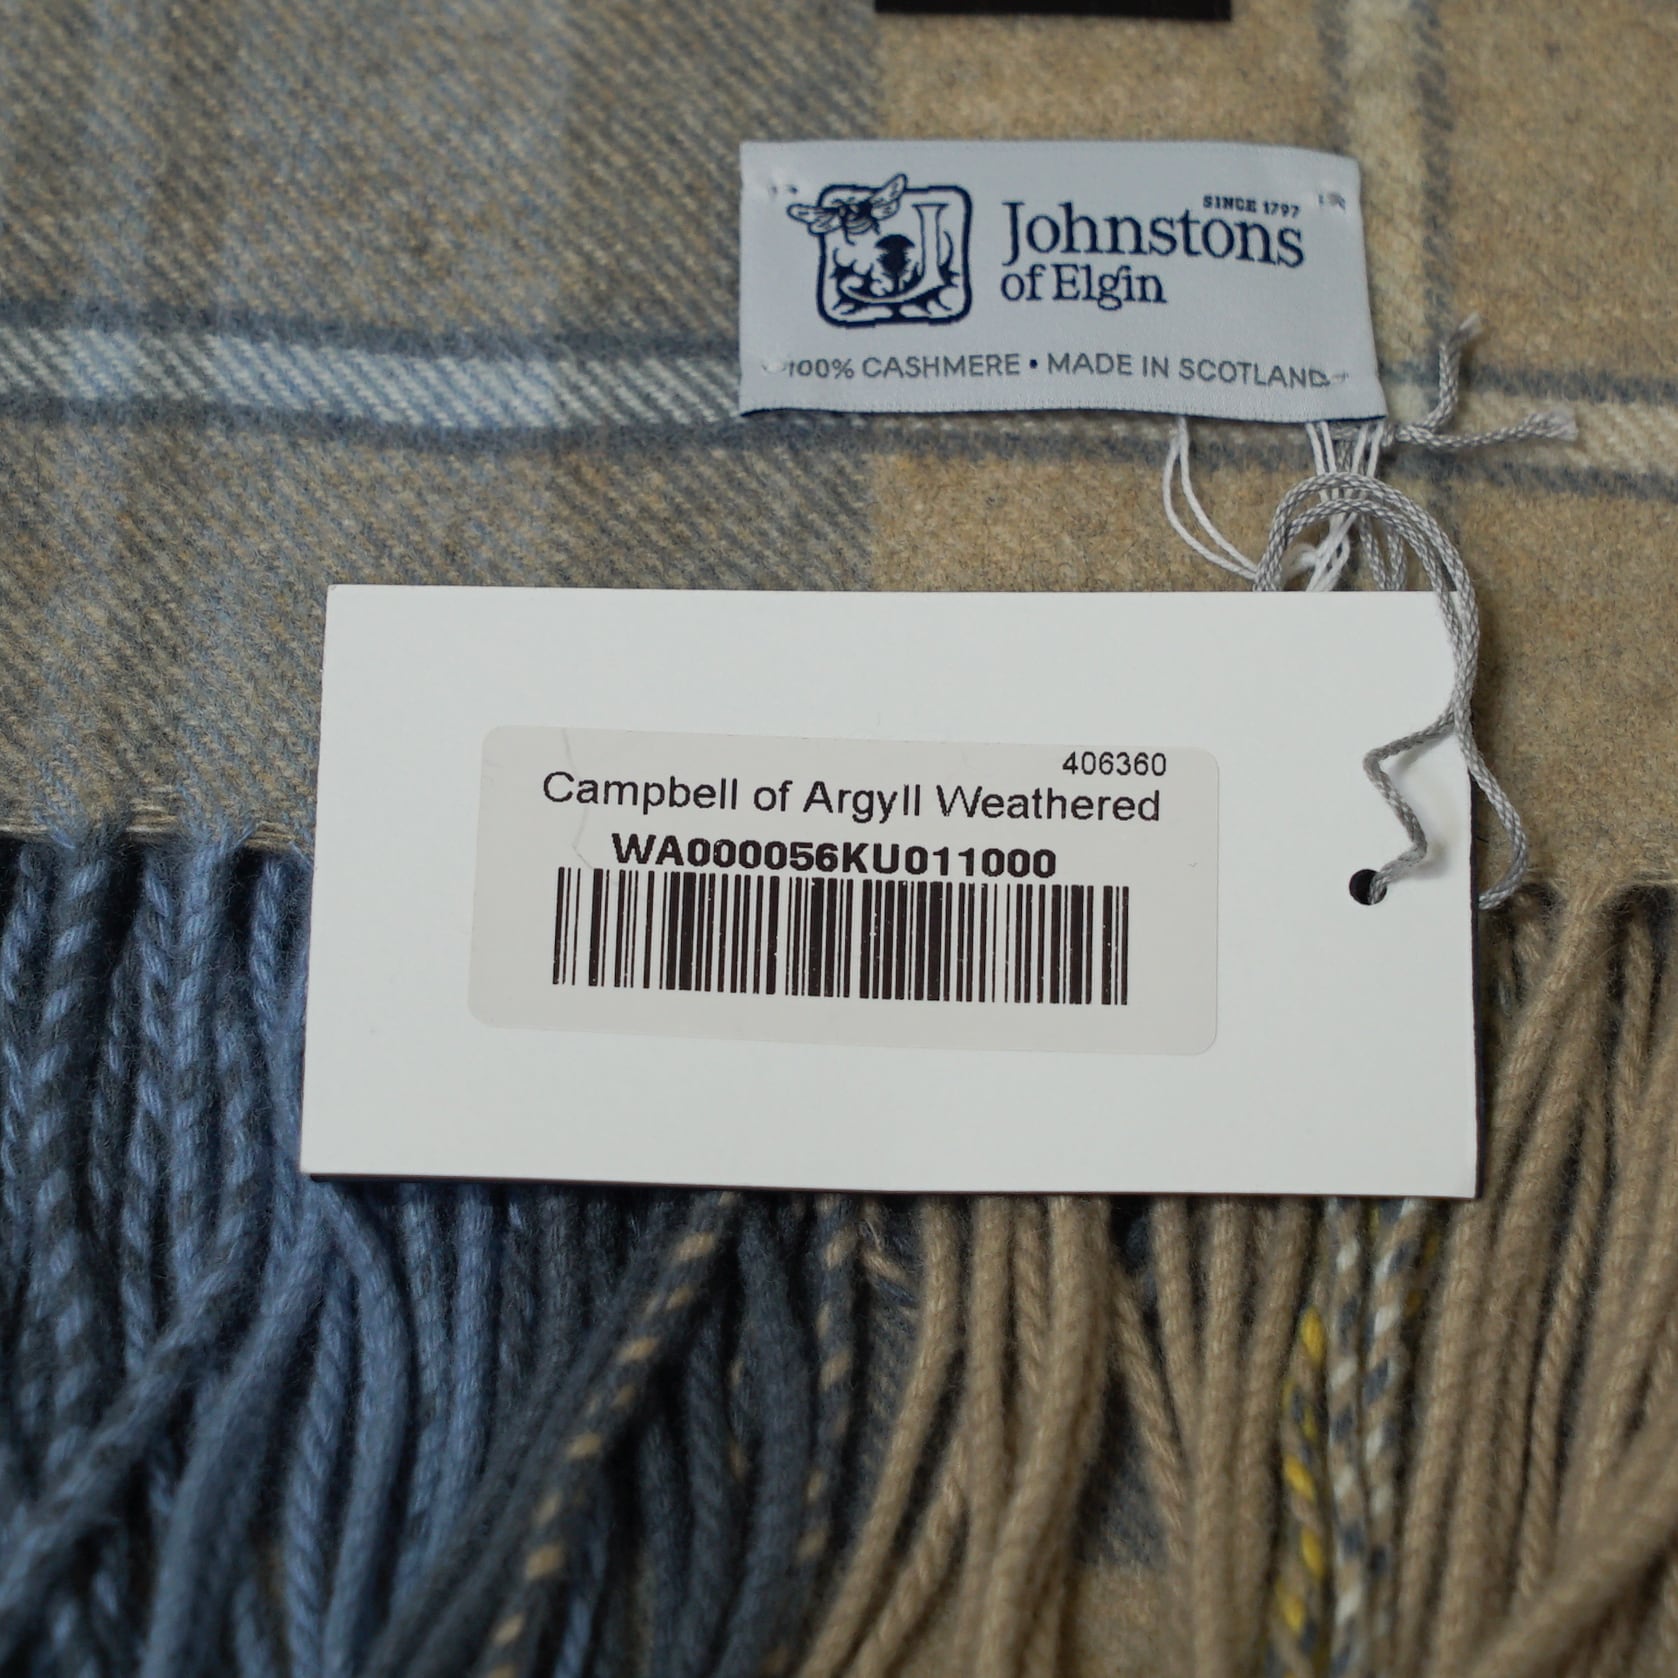 SINCE 1797
Johnstons
of Elgin
100% CASHMERE • MADE IN SCOTLAND
406360
Campbell of Argyll Weathered
WA000056KU011000